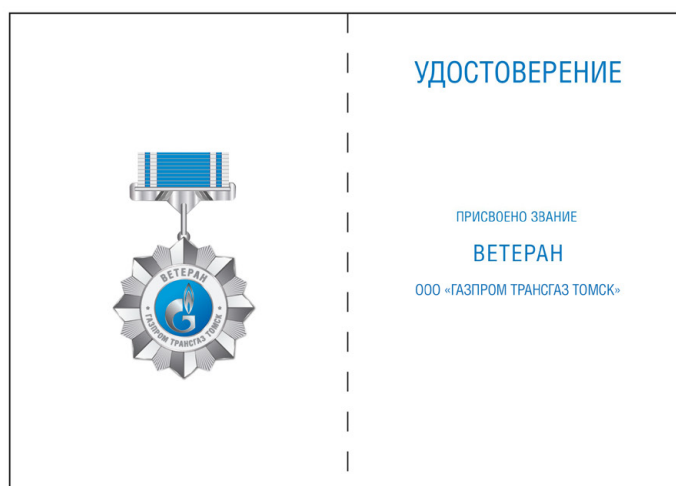 ВЕТЕРАН
• ГАЗПРОМ ТРАНСГАЗ ТОМСК •
УДОСТОВЕРЕНИЕ
ПРИСВОЕНО ЗВАНИЕ
ВЕТЕРАН
ООО «ГАЗПРОМ ТРАНСГАЗ ТОМСК»